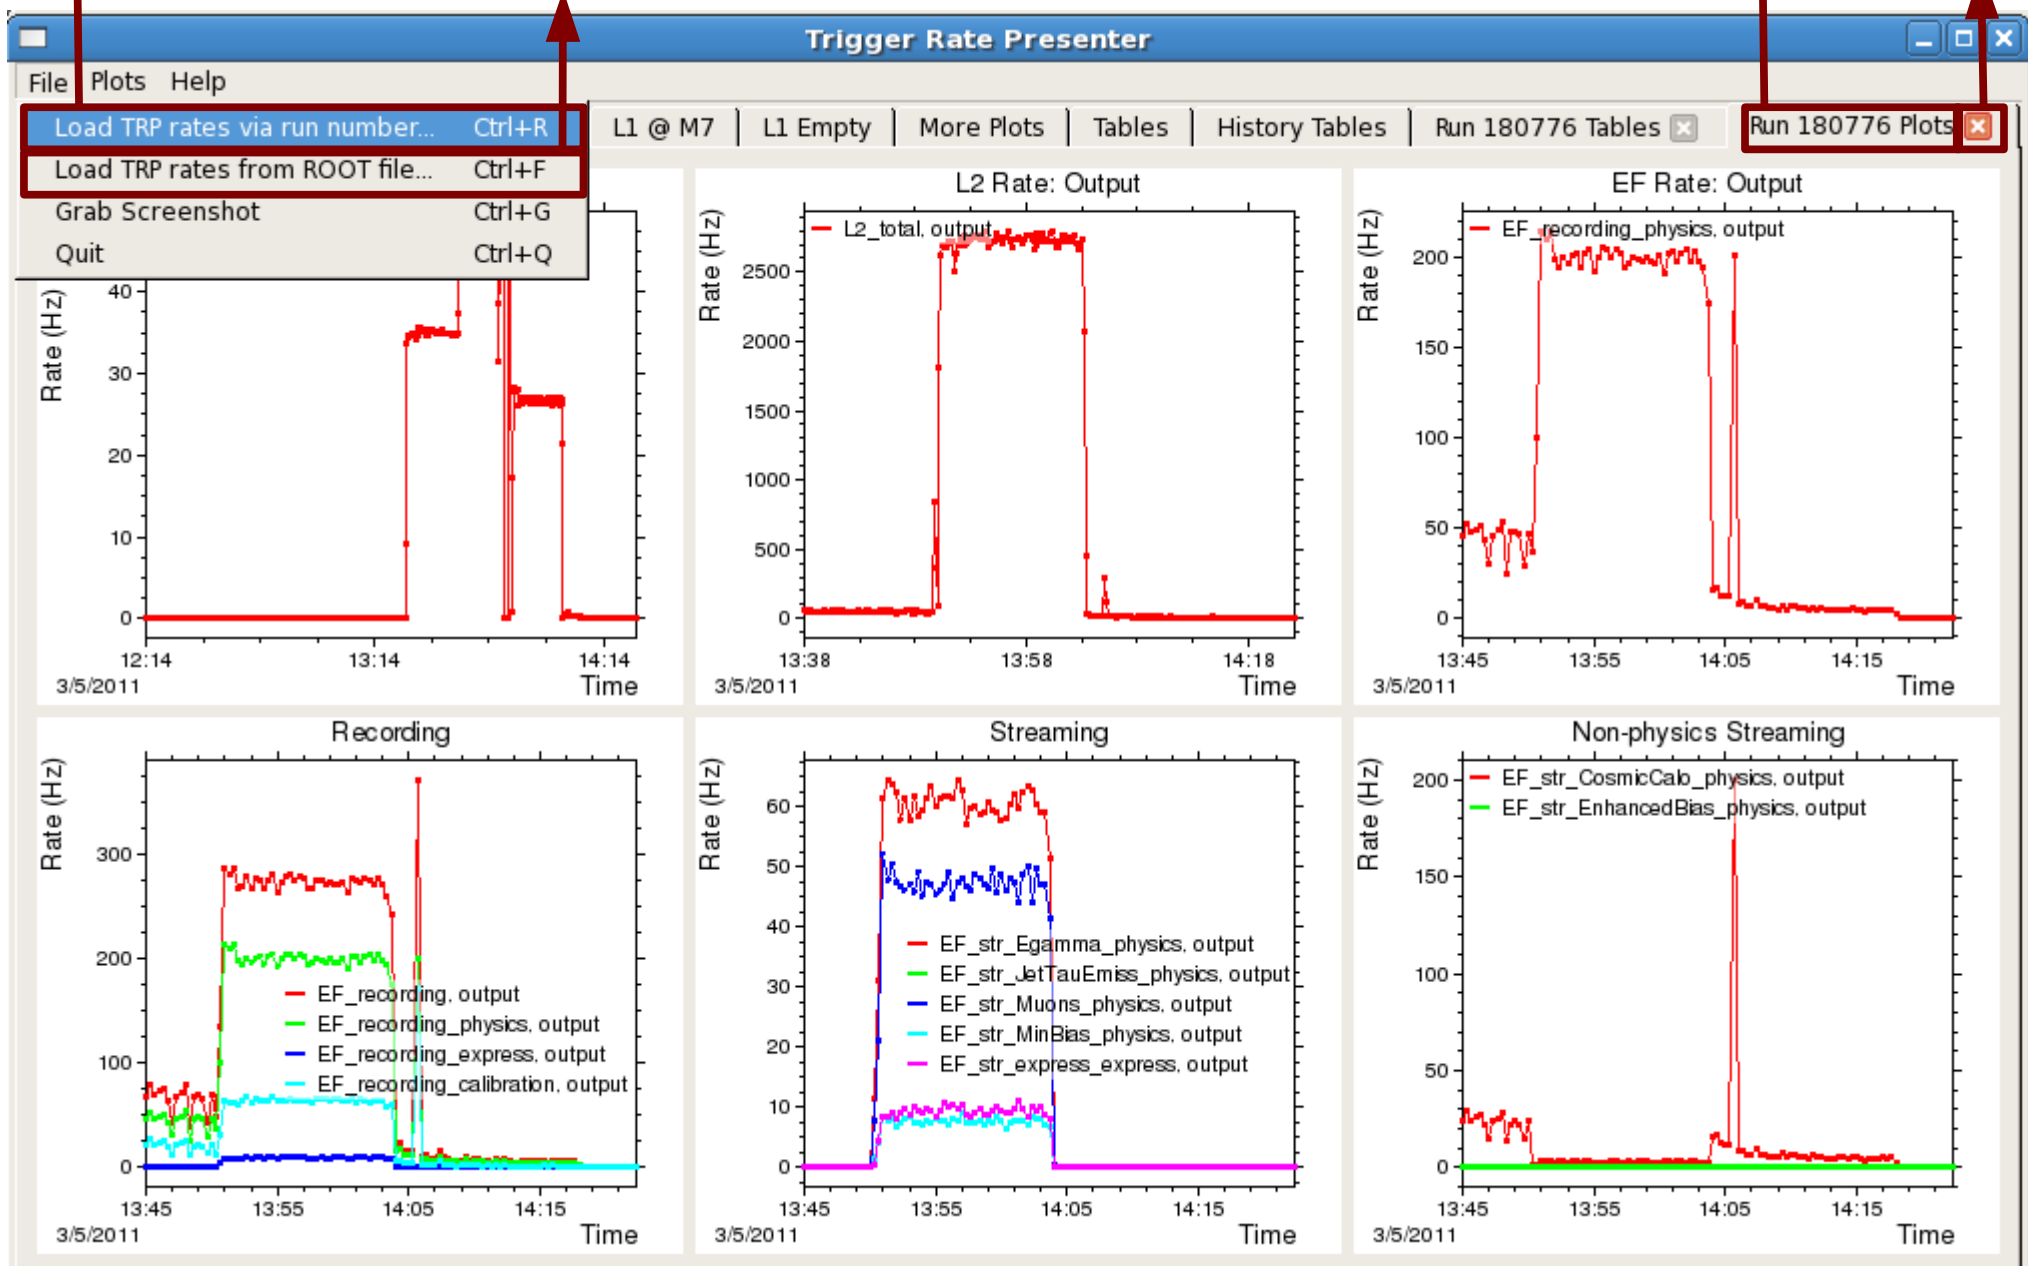 Trigger Rate Presenter
File Plots Help
Load TRP rates via run number... Ctrl+R
Load TRP rates from ROOT file... Ctrl+F
Grab Screenshot Ctrl+G
Quit Ctrl+Q
L1 @ M7 L1 Empty More Plots Tables History Tables Run 180776 Tables Run 180776 Plots
Rate (Hz)
40
30
20
10
0
12:14 13:14 14:14
3/5/2011 Time
L2 Rate: Output
L2_total, output
Rate (Hz)
2500
2000
1500
1000
500
0
13:38 13:58 14:18
3/5/2011 Time
EF Rate: Output
EF_recording_physics, output
Rate (Hz)
200
150
100
50
0
13:45 13:55 14:05 14:15
3/5/2011 Time
Recording
Rate (Hz)
300
200
100
0
EF_recording, output
EF_recording_physics, output
EF_recording_express, output
EF_recording_calibration, output
13:45 13:55 14:05 14:15
3/5/2011 Time
Streaming
Rate (Hz)
60
50
40
30
20
10
0
EF_str_Egamma_physics, output
EF_str_JetTauEmiss_physics, output
EF_str_Muons_physics, output
EF_str_MinBias_physics, output
EF_str_express_express, output
13:45 13:55 14:05 14:15
3/5/2011 Time
Non-physics Streaming
EF_str_CosmicCalo_physics, output
EF_str_EnhancedBias_physics, output
Rate (Hz)
200
150
100
50
0
13:45 13:55 14:05 14:15
3/5/2011 Time